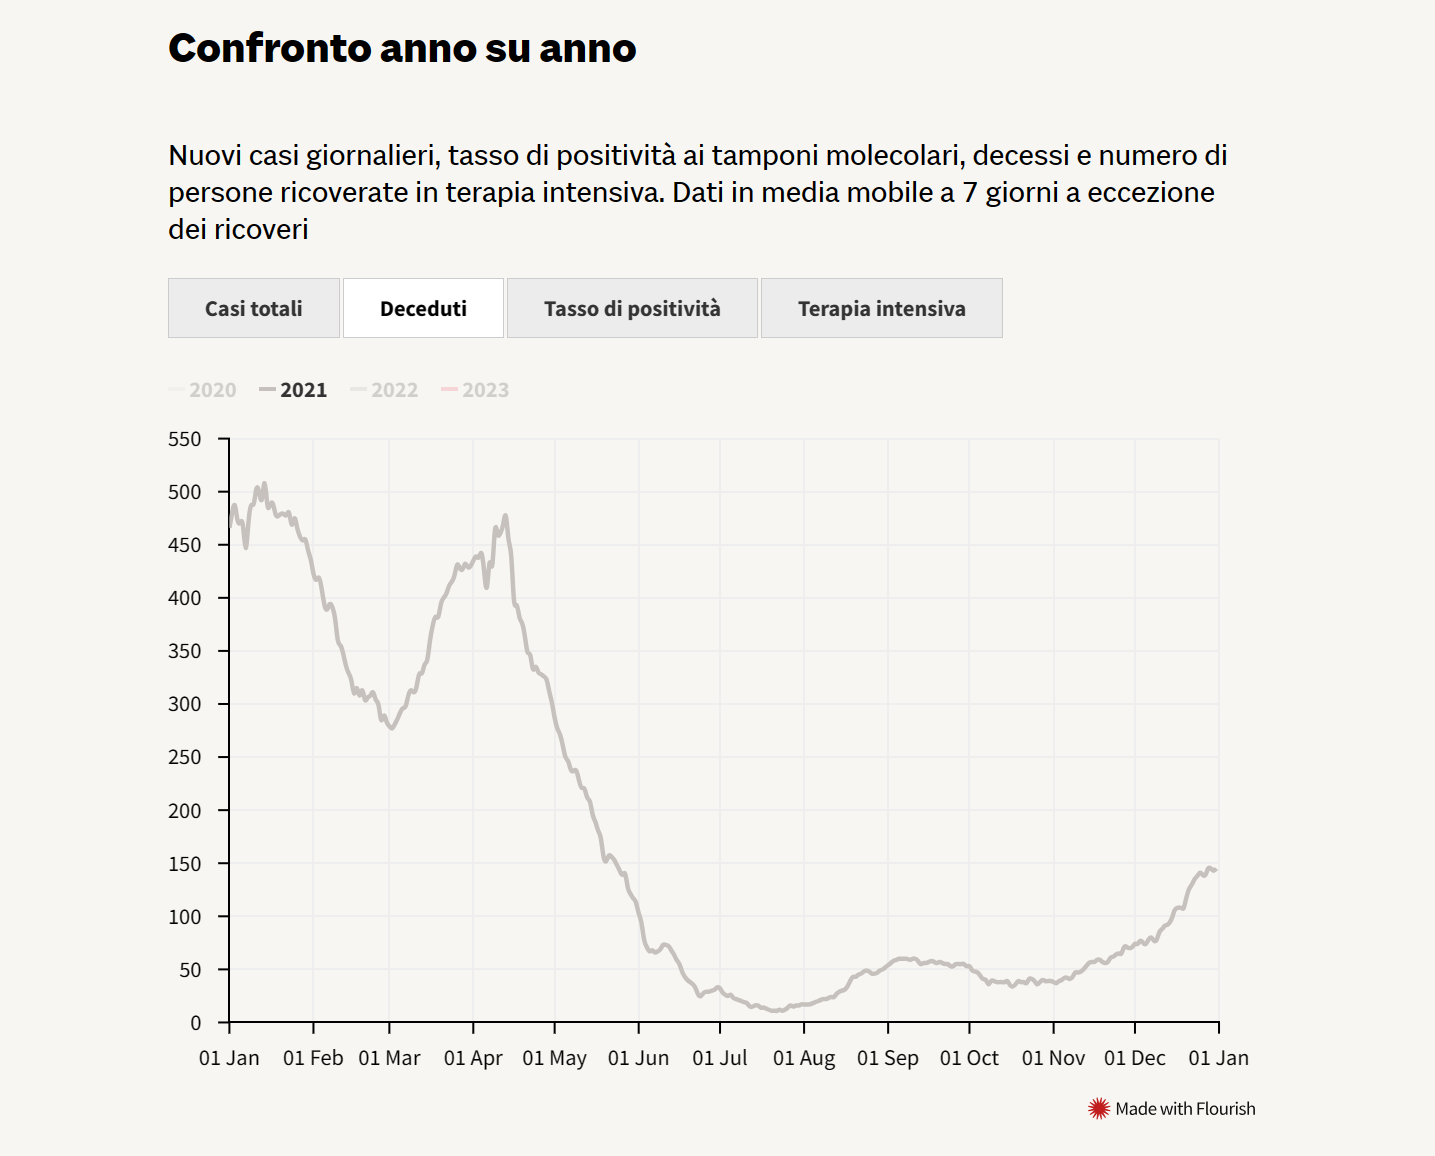 Confronto anno su anno
Nuovi casi giornalieri, tasso di positività ai tamponi molecolari, decessi e numero di
persone ricoverate in terapia intensiva. Dati in media mobile a 7 giorni a eccezione
dei ricoveri
Casi totali Deceduti Tasso di positività Terapia intensiva
2020 2021 2022 2023
550
500
450
400
350
300
250
200
150
100
50
0
01 Jan 01 Feb 01 Mar 01 Apr 01 May 01 Jun 01 Jul 01 Aug 01 Sep 01 Oct 01 Nov 01 Dec 01 Jan
Made with Flourish